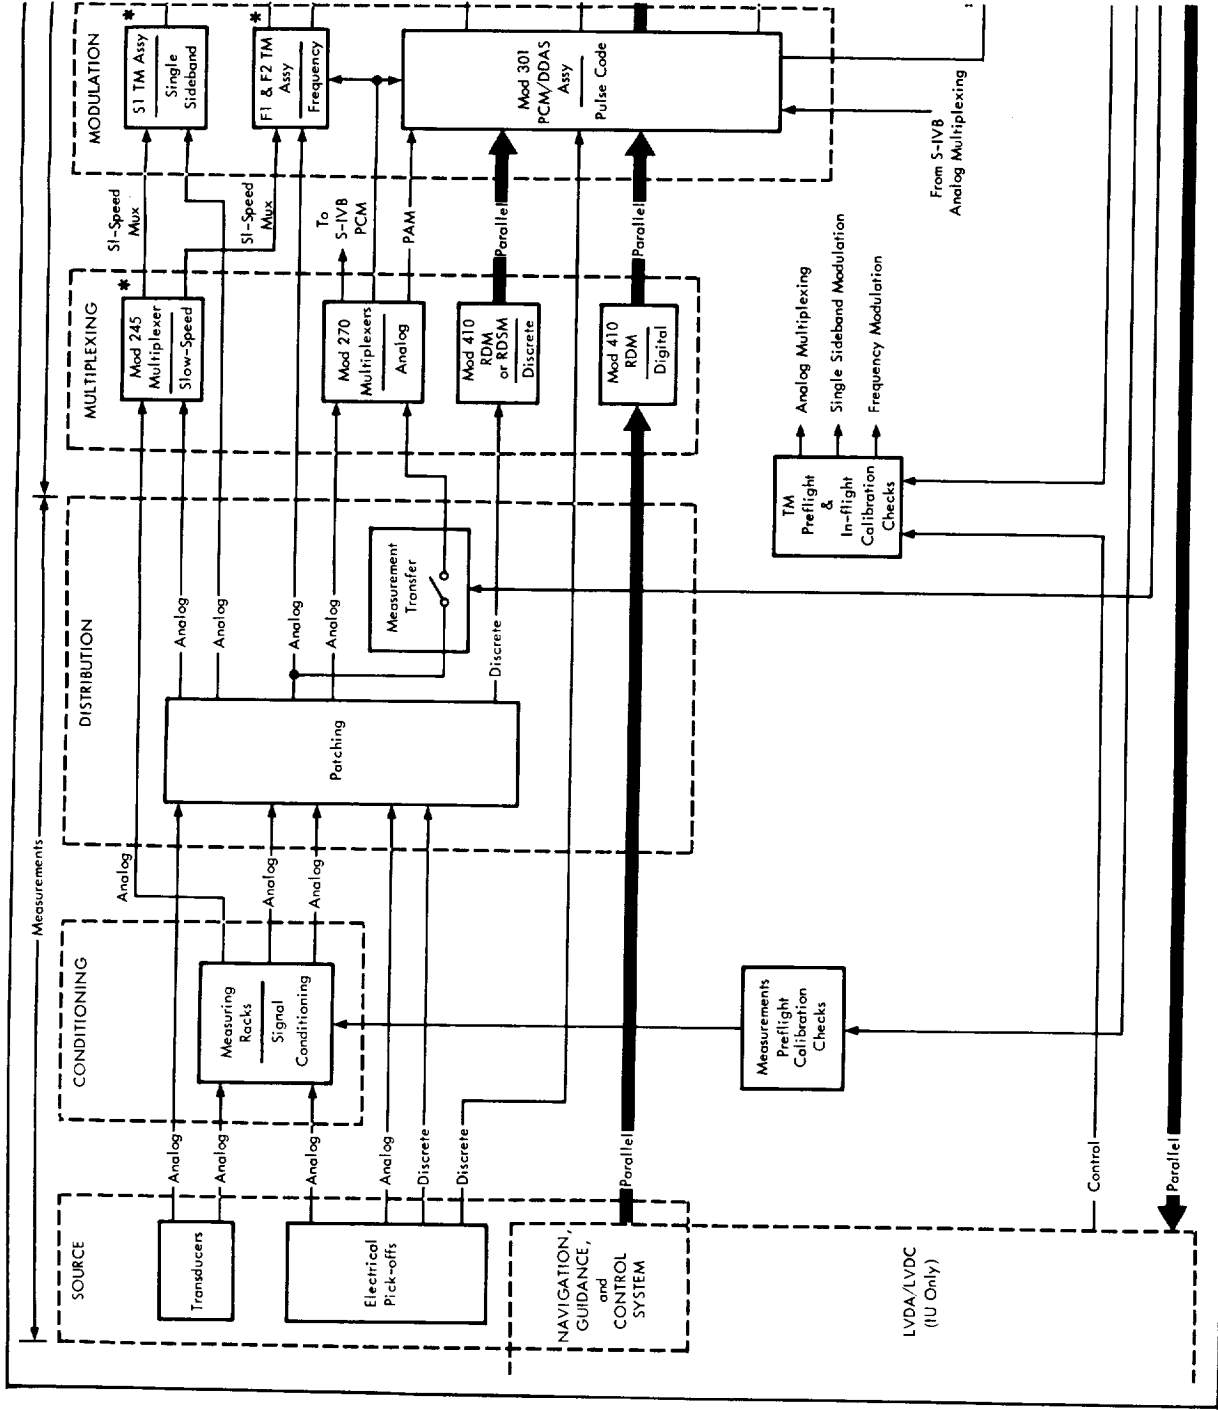 Measurements
SOURCE
Transducers
Electrical
Pick-offs
NAVIGATION,
GUIDANCE,
and
CONTROL
SYSTEM
LVDA/LVDC
(IU Only)
Analog
Analog
Analog
Analog
Discrete
Discrete
Parallel
Control
Parallel
CONDITIONING
Measuring
Racks
Signal
Conditioning
Measurements
Preflight
Calibration
Checks
Analog
Analog
Analog
DISTRIBUTION
Patching
Measurement
Transfer
Analog
Analog
Analog
Analog
Discrete
TM
Preflight
&
In-flight
Calibration
Checks
Analog Multiplexing
Single Sideband Modulation
Frequency Modulation
MULTIPLEXING
*
Mod 245
Multiplexer
Slow-Speed
Mod 270
Multiplexers
Analog
Mod 410
RDM
or RDSM
Discrete
Mod 410
RDM
Digital
Sl-Speed
Mux
Sl-Speed
Mux
To
S-IVB
PCM
PAM
Parallel
Parallel
From S-IVB
Analog Multiplexing
MODULATION
*
S1 TM Assy
Single
Sideband
*
F1 & F2 TM
Assy
Frequency
Mod 301
PCM/DDAS
Assy
Pulse Code